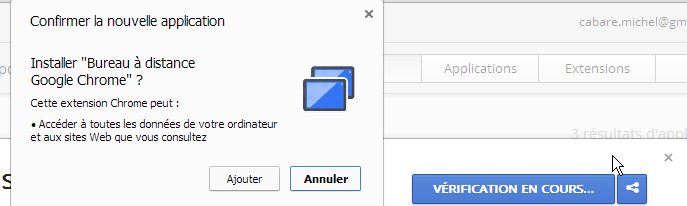 Confirmer la nouvelle application
cabare.michel@gm
Installer "Bureau à distance
Google Chrome" ?
Applications
Extensions
Cette extension Chrome peut :
• Accéder à toutes les données de votre ordinateur
et aux sites Web que vous consultez
3 résultats d'appl
Ajouter
Annuler
VÉRIFICATION EN COURS...